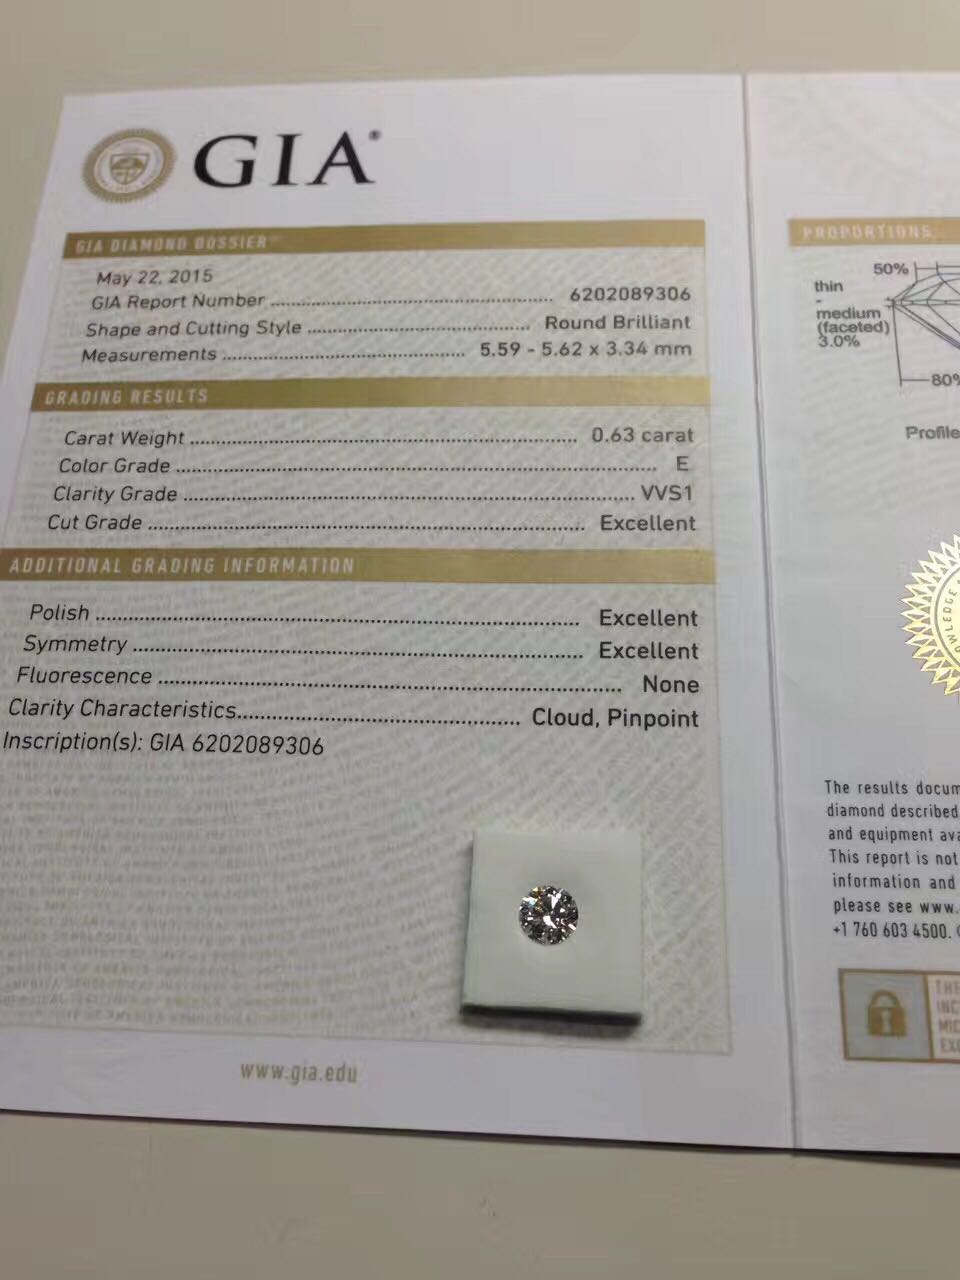 GIA®
GIA DIAMOND DOSSIER
May 22, 2015
GIA Report Number 6202089306
Shape and Cutting Style Round Brilliant
Measurements 5.59 - 5.62 x 3.34 mm
GRADING RESULTS
Carat Weight 0.63 carat
Color Grade E
Clarity Grade VVS1
Cut Grade Excellent
ADDITIONAL GRADING INFORMATION
Polish Excellent
Symmetry Excellent
Fluorescence None
Clarity Characteristics Cloud, Pinpoint
Inscription(s): GIA 6202089306
www.gia.edu
PROPORTIONS
50%
thin
-
medium
(faceted)
3.0%
80%
Profile
The results docum
diamond described
and equipment ava
This report is not
information and
please see www.
+1 760 603 4500.
THE
INC
MIC
EXC